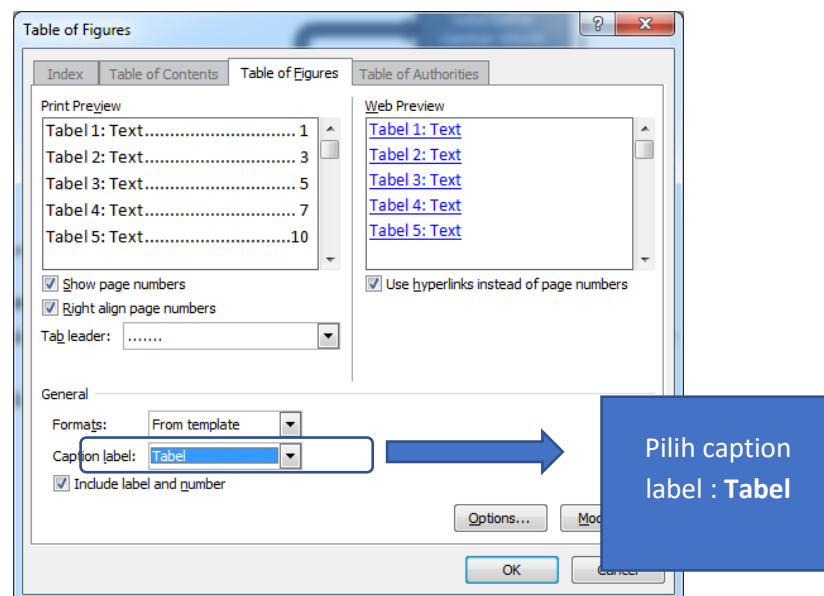 Table of Figures
Index
Table of Contents
Table of Figures
Table of Authorities
Print Preview
Tabel 1: Text............................. 1
Tabel 2: Text............................. 3
Tabel 3: Text............................. 5
Tabel 4: Text............................. 7
Tabel 5: Text............................10
Web Preview
Tabel 1: Text
Tabel 2: Text
Tabel 3: Text
Tabel 4: Text
Tabel 5: Text
Show page numbers
Right align page numbers
Use hyperlinks instead of page numbers
Tab leader: .......
General
Formats: From template
Caption label: Tabel
Include label and number
Pilih caption
label : Tabel
Options...
OK